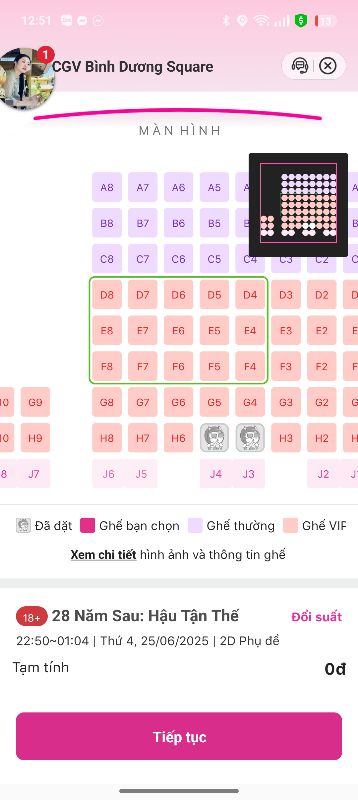 12:51 13
1 CGV Bình Dương Square
MÀN HÌNH
A8 A7 A6 A5
B8 B7 B6 B5
C8 C7 C6 C5 C4 C3 C2
D8 D7 D6 D5 D4 D3 D2
E8 E7 E6 E5 E4 E3 E2
F8 F7 F6 F5 F4 F3 F2
G9 G8 G7 G6 G5 G4 G3 G2
H9 H8 H7 H6 H3 H2
J7 J6 J5 J4 J3 J2
Đã đặt Ghế bạn chọn Ghế thường Ghế VIP
Xem chi tiết hình ảnh và thông tin ghế
18+ 28 Năm Sau: Hậu Tận Thế Đổi suất
22:50~01:04 | Thứ 4, 25/06/2025 | 2D Phụ đề
Tạm tính 0đ
Tiếp tục